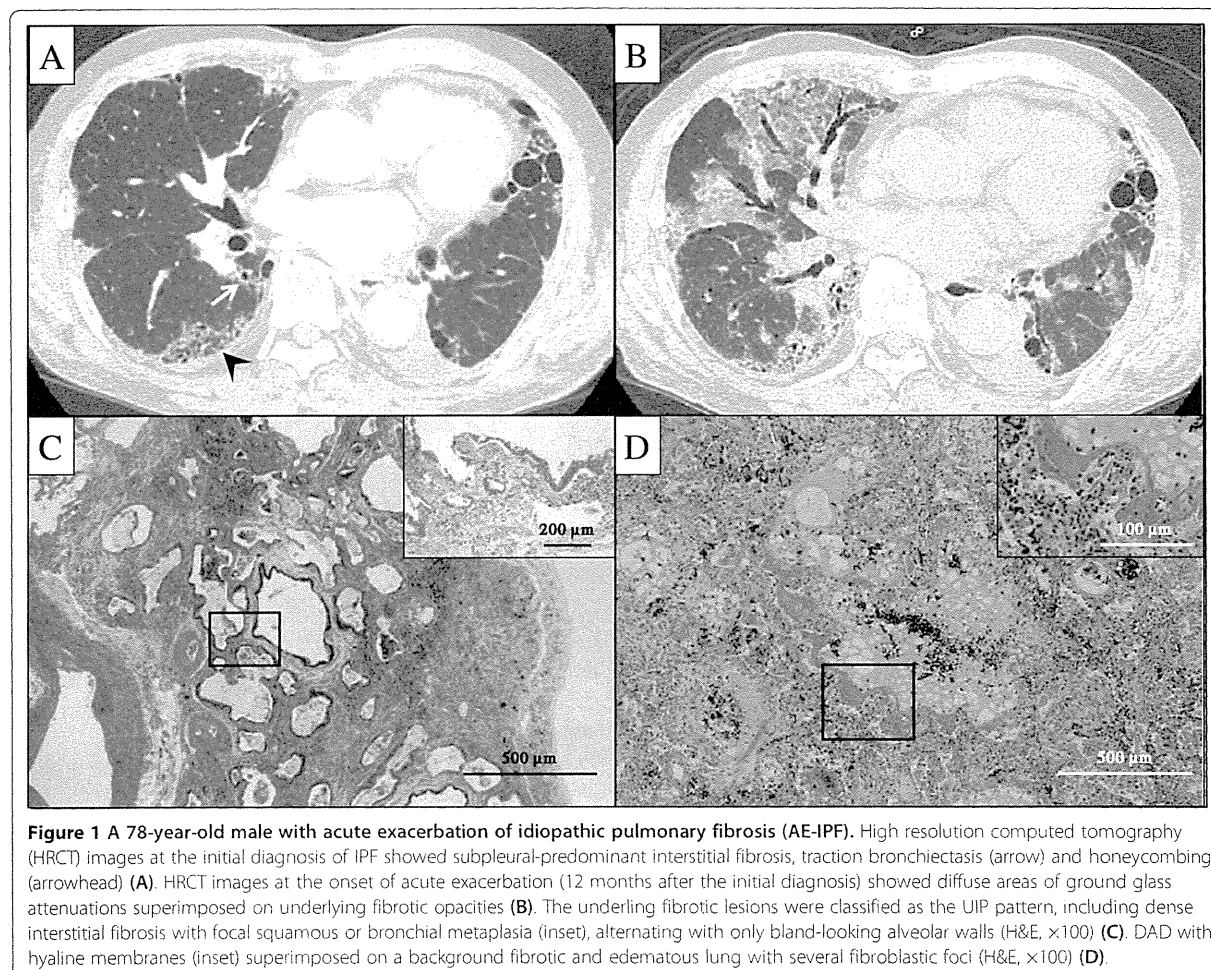 A
B
C
200 μm
500 μm
D
100 μm
500 μm
Figure 1 A 78-year-old male with acute exacerbation of idiopathic pulmonary fibrosis (AE-IPF). High resolution computed tomography
(HRCT) images at the initial diagnosis of IPF showed subpleural-predominant interstitial fibrosis, traction bronchiectasis (arrow) and honeycombing
(arrowhead) (A). HRCT images at the onset of acute exacerbation (12 months after the initial diagnosis) showed diffuse areas of ground glass
attenuations superimposed on underlying fibrotic opacities (B). The underling fibrotic lesions were classified as the UIP pattern, including dense
interstitial fibrosis with focal squamous or bronchial metaplasia (inset), alternating with only bland-looking alveolar walls (H&E, ×100) (C). DAD with
hyaline membranes (inset) superimposed on a background fibrotic and edematous lung with several fibroblastic foci (H&E, ×100) (D).